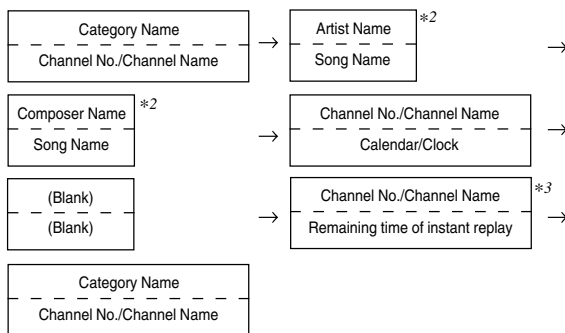 Category Name
Channel No./Channel Name
→
Artist Name
Song Name
*2
→
Composer Name
Song Name
*2
→
Channel No./Channel Name
Calendar/Clock
→
(Blank)
(Blank)
→
Channel No./Channel Name
Remaining time of instant replay
*3
→
Category Name
Channel No./Channel Name